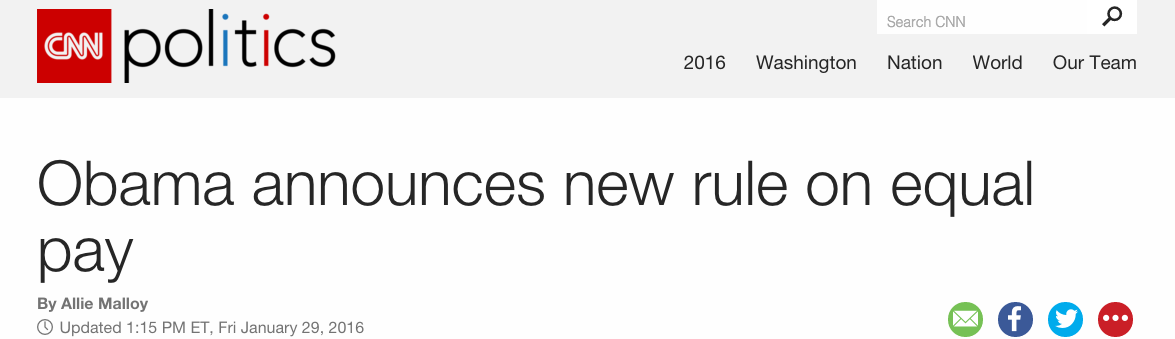 CNN politics
Search CNN
2016 Washington Nation World Our Team
Obama announces new rule on equal
pay
By Allie Malloy
Updated 1:15 PM ET, Fri January 29, 2016